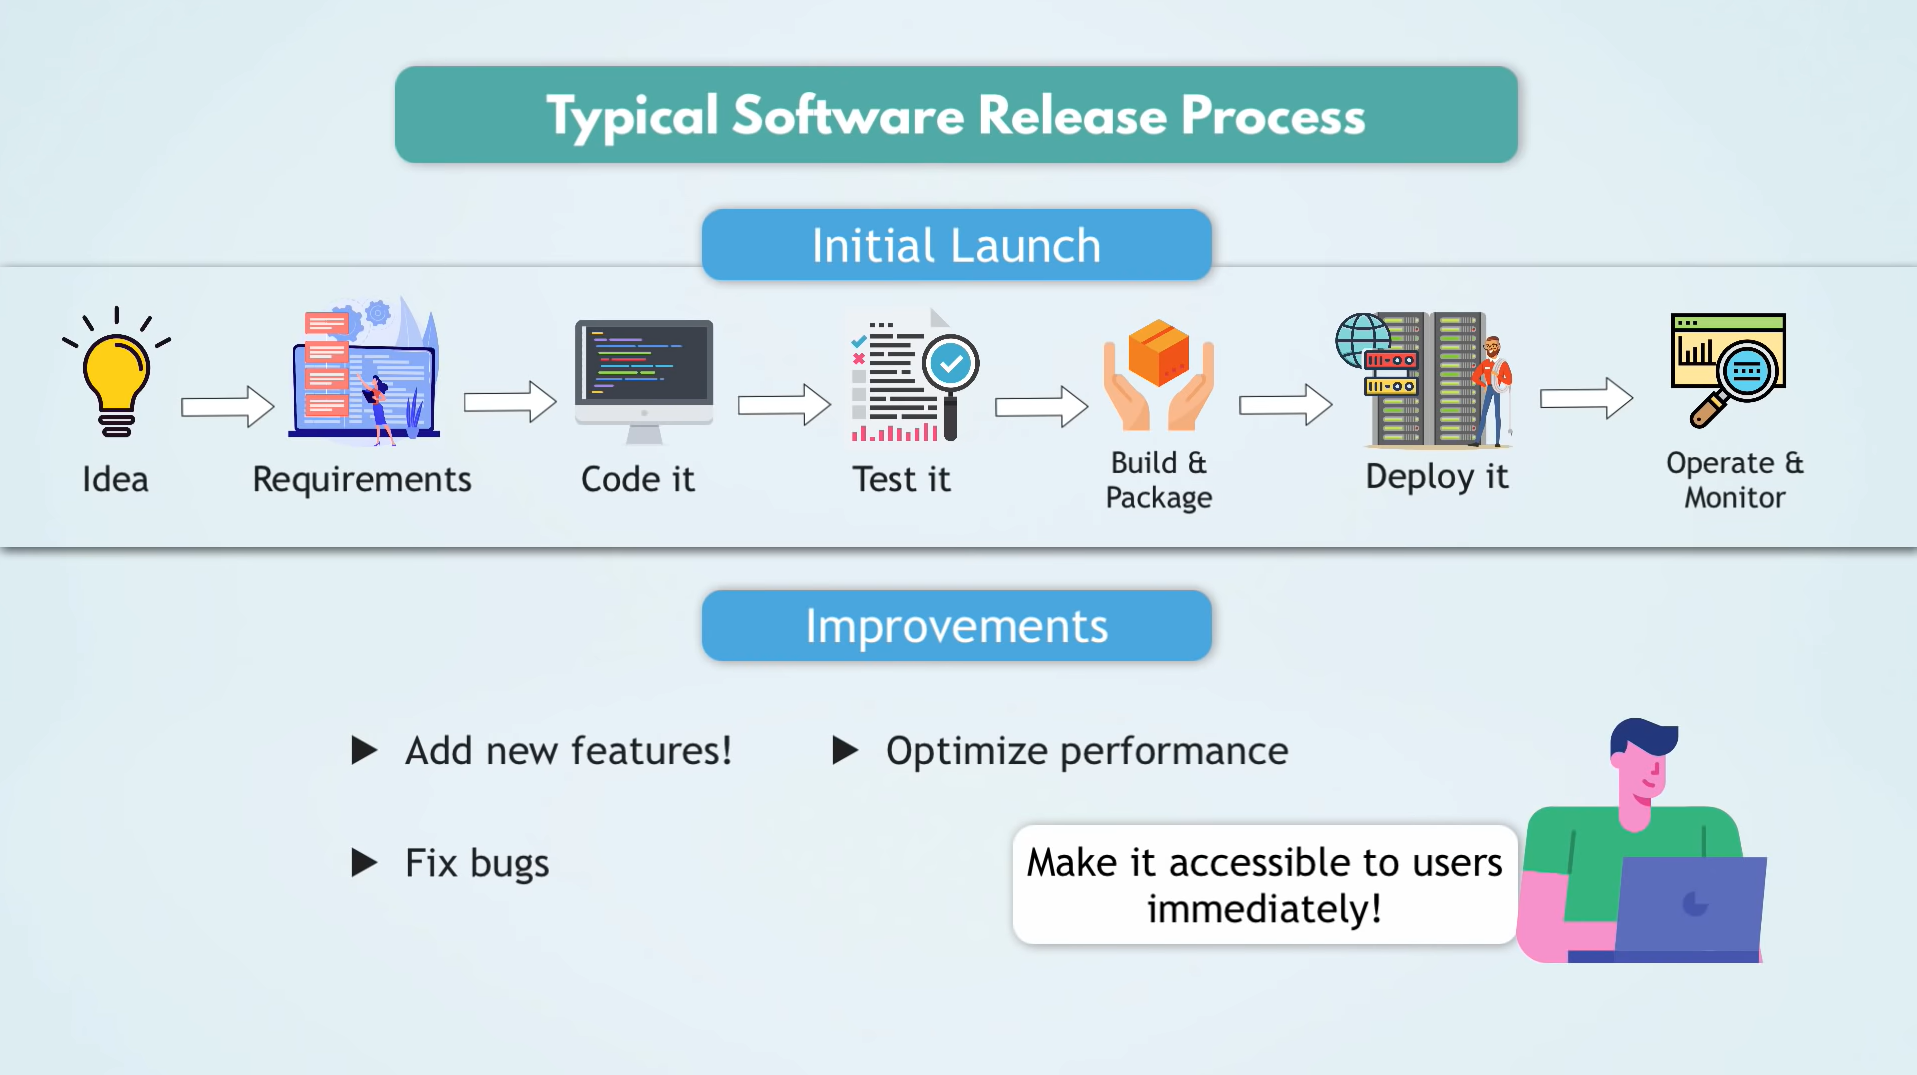 Typical Software Release Process
Initial Launch
Idea
Requirements
Code it
Test it
Build &
Package
Deploy it
Operate &
Monitor
Improvements
▶ Add new features!
▶ Optimize performance
▶ Fix bugs
Make it accessible to users
immediately!